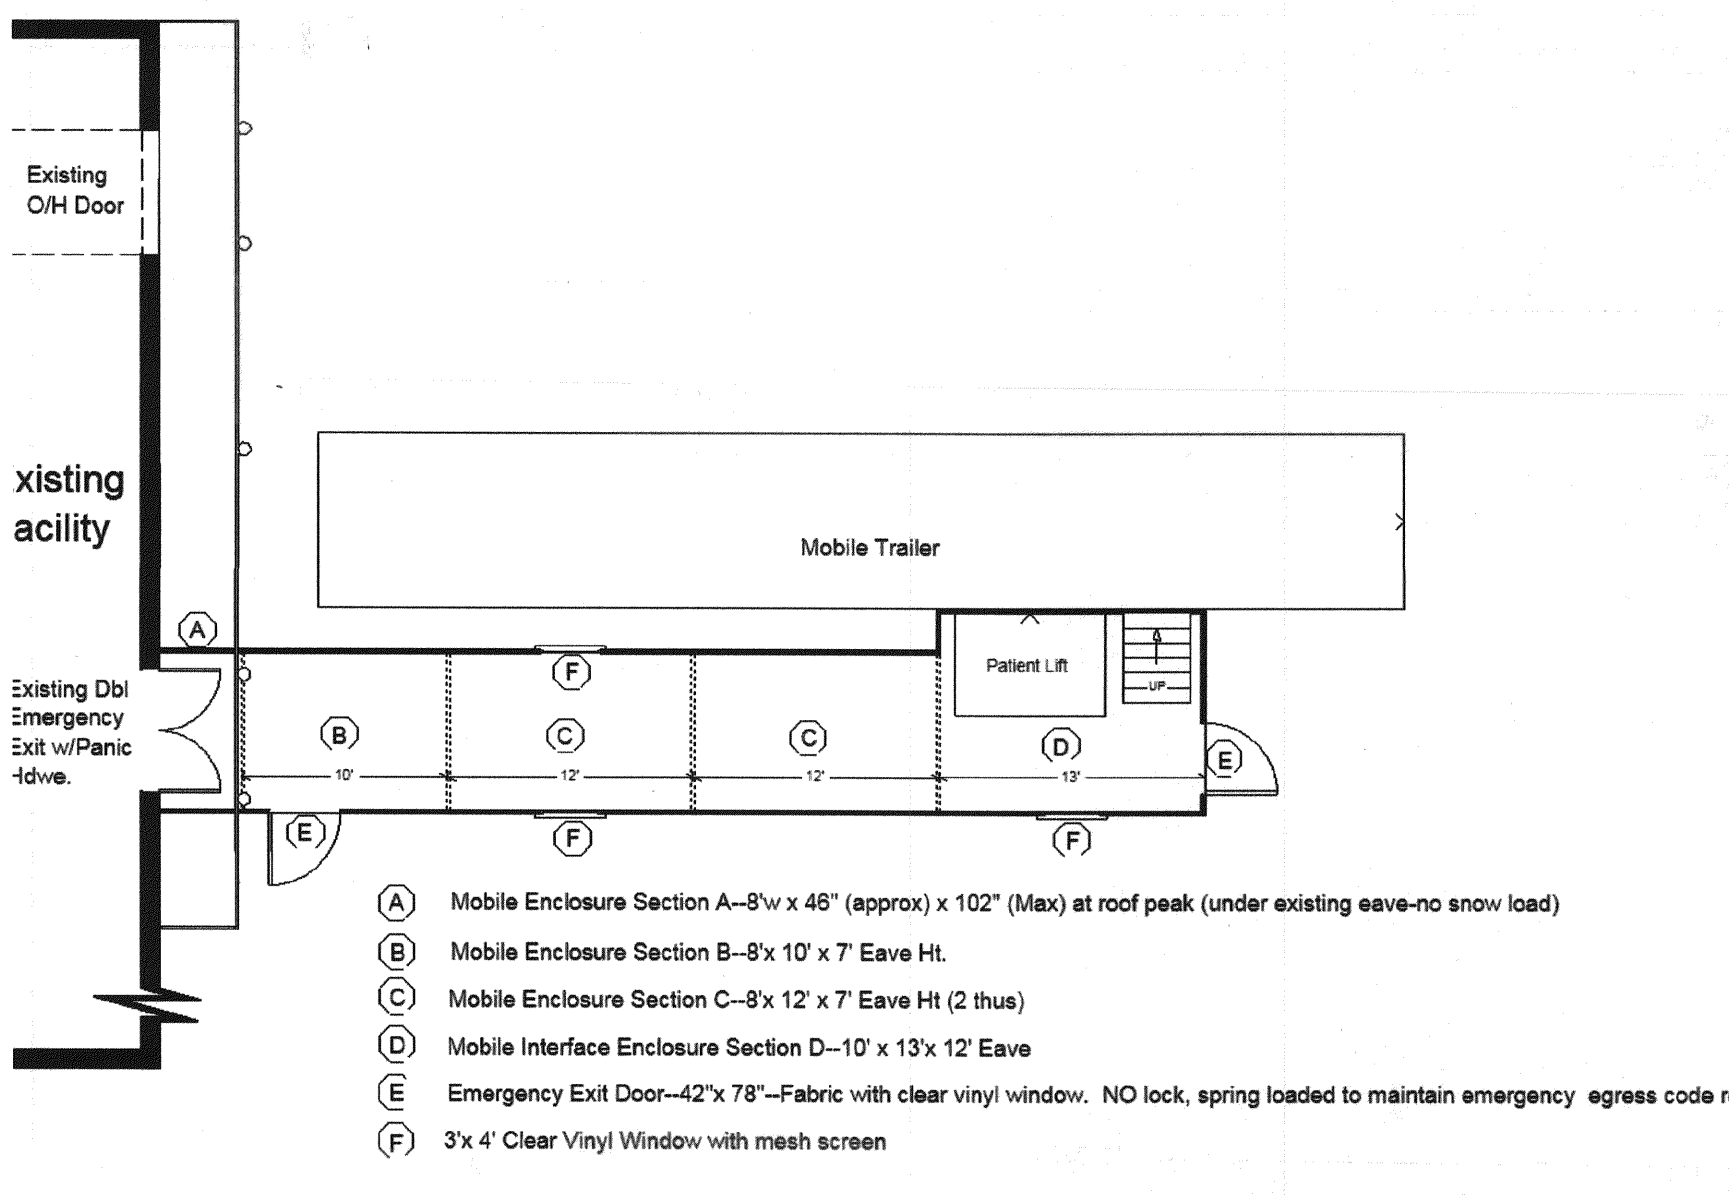 Existing
O/H Door
xisting
acility
Mobile Trailer
A
F
Patient Lift
UP
Existing Dbl
Emergency
Exit w/Panic
Hdwe.
B
C
C
D
E
10'
12'
12'
13'
E
F
F
A Mobile Enclosure Section A--8'w x 46" (approx) x 102" (Max) at roof peak (under existing eave-no snow load)
B Mobile Enclosure Section B--8'x 10' x 7' Eave Ht.
C Mobile Enclosure Section C--8'x 12' x 7' Eave Ht (2 thus)
D Mobile Interface Enclosure Section D--10' x 13'x 12' Eave
E Emergency Exit Door--42"x 78"--Fabric with clear vinyl window. NO lock, spring loaded to maintain emergency egress code
F 3'x 4' Clear Vinyl Window with mesh screen